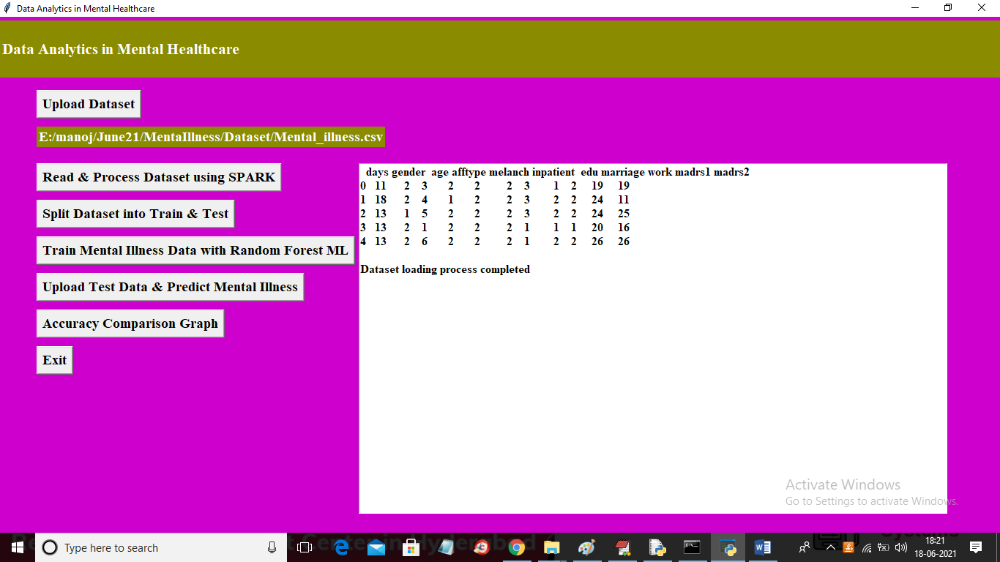 Data Analytics in Mental Healthcare
Data Analytics in Mental Healthcare
Upload Dataset
E:/manoj/June21/MentaIllness/Dataset/Mental_illness.csv
Read & Process Dataset using SPARK
Split Dataset into Train & Test
Train Mental Illness Data with Random Forest ML
Upload Test Data & Predict Mental Illness
Accuracy Comparison Graph
Exit
days gender age afftype melanch inpatient edu marriage work madrs1 madrs2
0 11 2 3 2 2 2 3 1 2 19 19
1 18 2 4 1 2 2 3 2 2 24 11
2 13 1 5 2 2 2 3 2 2 24 25
3 13 2 1 2 2 2 1 1 1 20 16
4 13 2 6 2 2 2 1 2 2 26 26
Dataset loading process completed
Activate Windows
Go to Settings to activate Windows.
Type here to search
18:21
18-06-2021